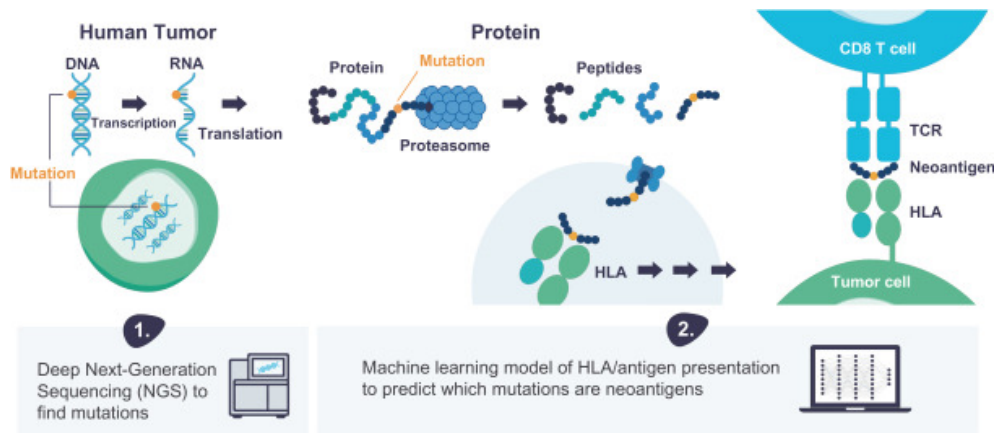 Human Tumor
DNA
RNA
Transcription
Translation
Mutation
Protein
Protein
Mutation
Proteasome
Peptides
HLA
CD8 T cell
TCR
Neoantigen
HLA
Tumor cell
1.
Deep Next-Generation
Sequencing (NGS) to
find mutations
2.
Machine learning model of HLA/antigen presentation
to predict which mutations are neoantigens